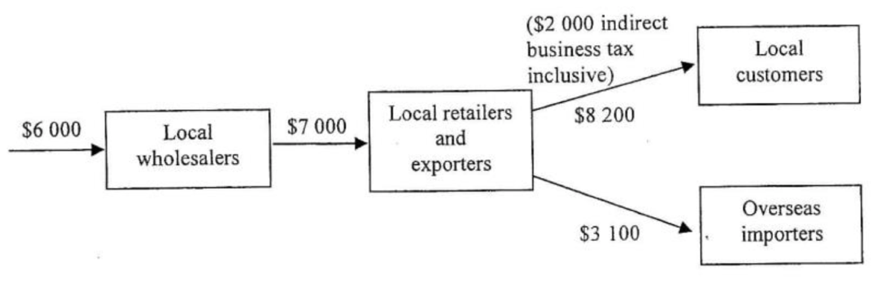 ($2 000 indirect
business tax
inclusive)
Local
customers
$6 000
Local
wholesalers
$7 000
Local retailers
and
exporters
$8 200
$3 100
Overseas
importers